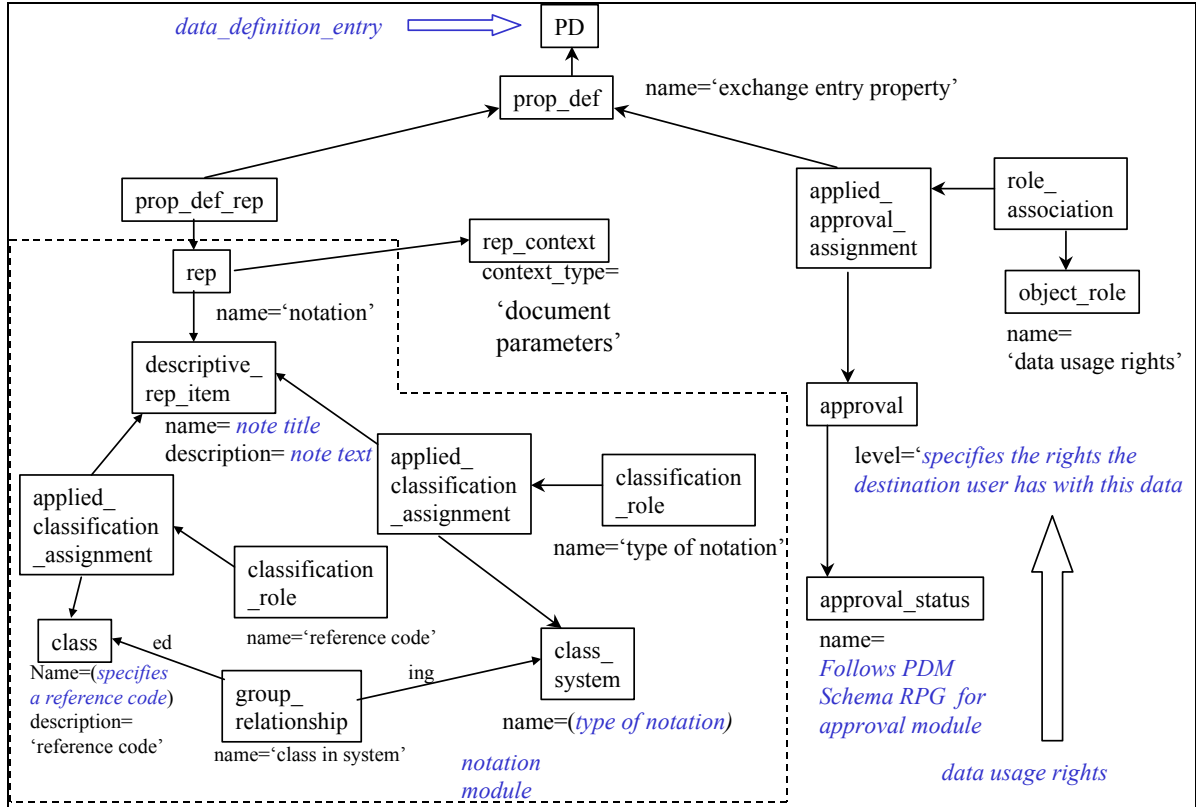 data_definition_entry
PD
prop_def
name=‘exchange entry property’
prop_def_rep
applied_
approval_
assignment
role_
association
rep
rep_context
context_type=
‘document
parameters’
object_role
name=
‘data usage rights’
name=‘notation’
descriptive_
rep_item
name= note title
description= note text
approval
level=‘specifies the rights the
destination user has with this data
applied_
classification
_assignment
classification
_role
name=‘type of notation’
applied_
classification
_assignment
classification
_role
name=‘reference code’
approval_status
name=
Follows PDM
Schema RPG for
approval module
class
ed
Name=(specifies
a reference code)
description=
‘reference code’
group_
relationship
name=‘class in system’
ing
class_
system
name=(type of notation)
notation
module
data usage rights